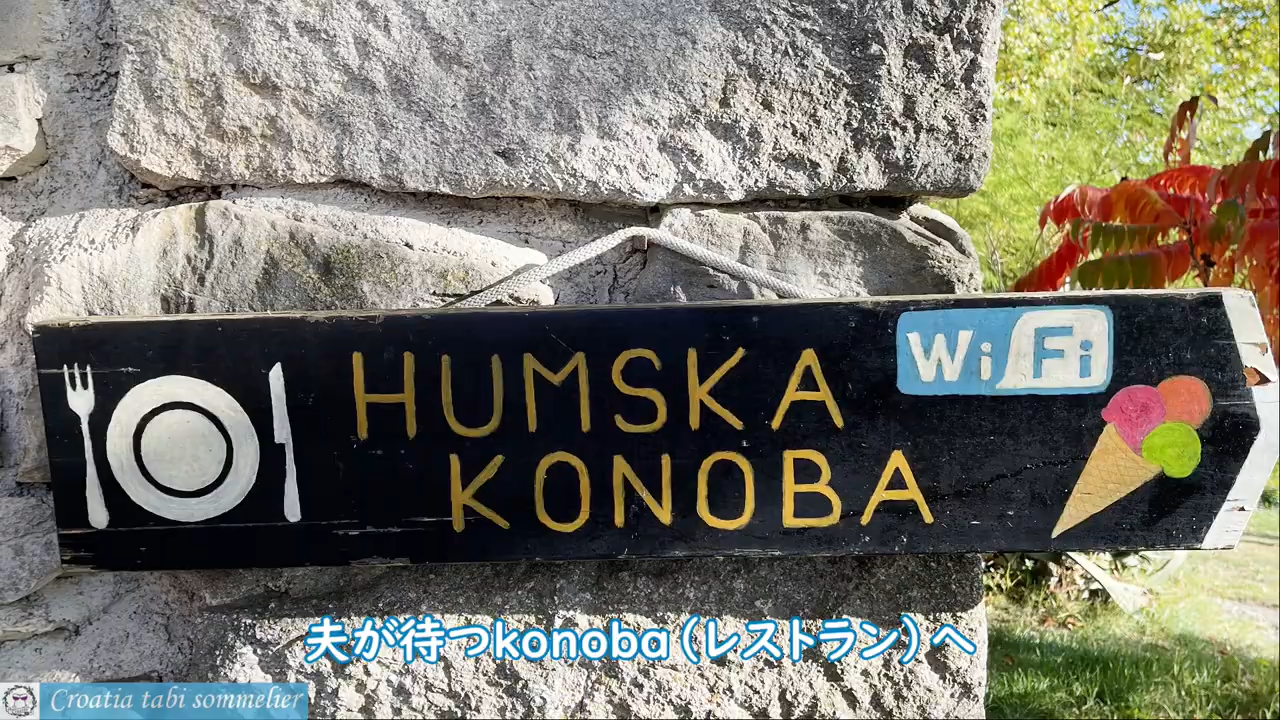 HUMSKA
KONOBA
WiFi
夫が待つkonoba（レストラン）へ
Croatia tabi sommelier